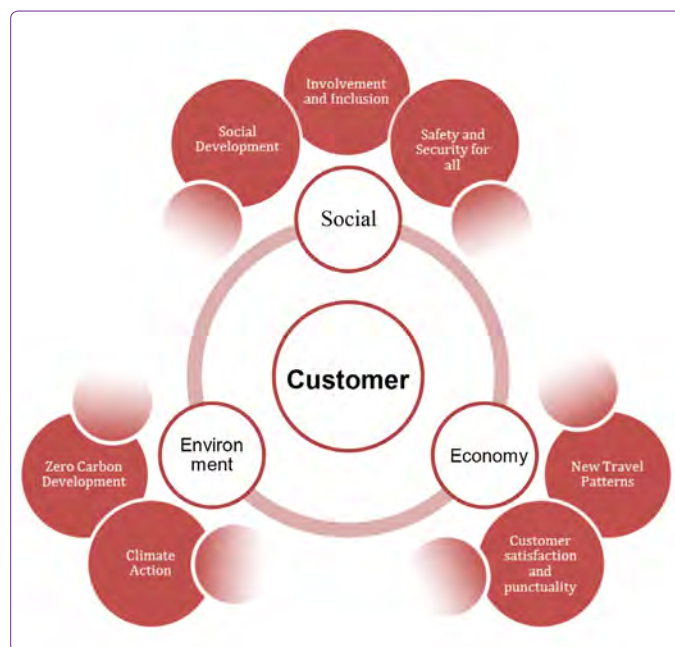 Involvement
and Inclusion
Social
Development
Safety and
Security for
all
Social
Customer
Environ
ment
Economy
Zero Carbon
Development
Climate
Action
New Travel
Patterns
Customer
satisfaction
and
punctuality